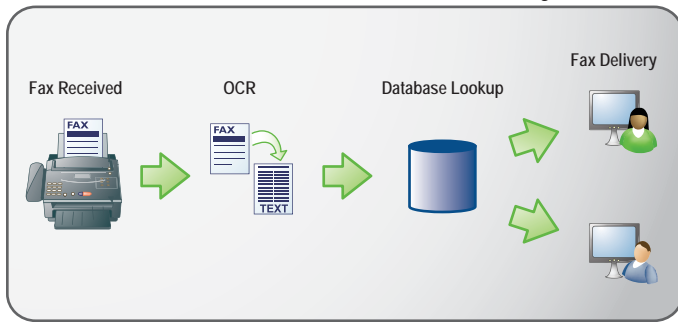 Fax Delivery
Fax Received
OCR
Database Lookup
FAX
FAX
TEXT